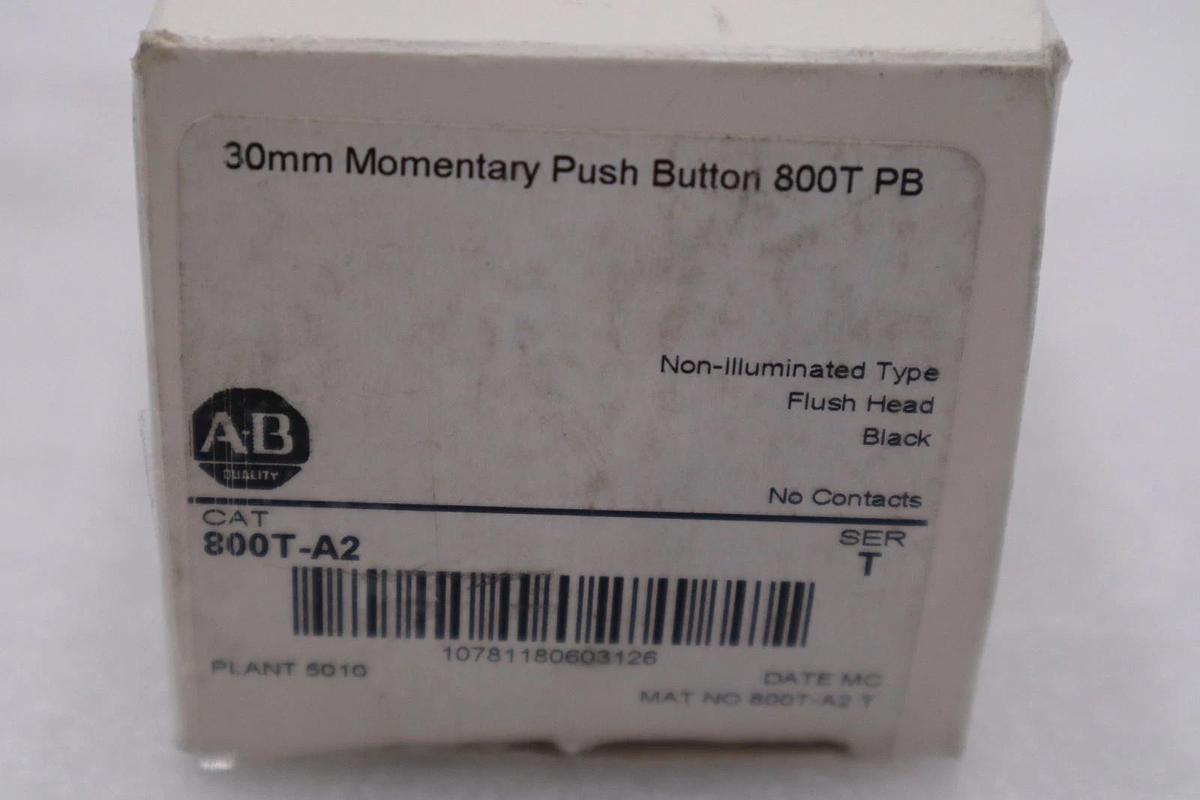 30mm Momentary Push Button 800T PB
Non-Illuminated Type
Flush Head
Black
No Contacts
A-B
QUALITY
CAT
800T-A2
SER
T
10781180603126
PLANT 5010
DATE MC
MAT NO 800T-A2 T